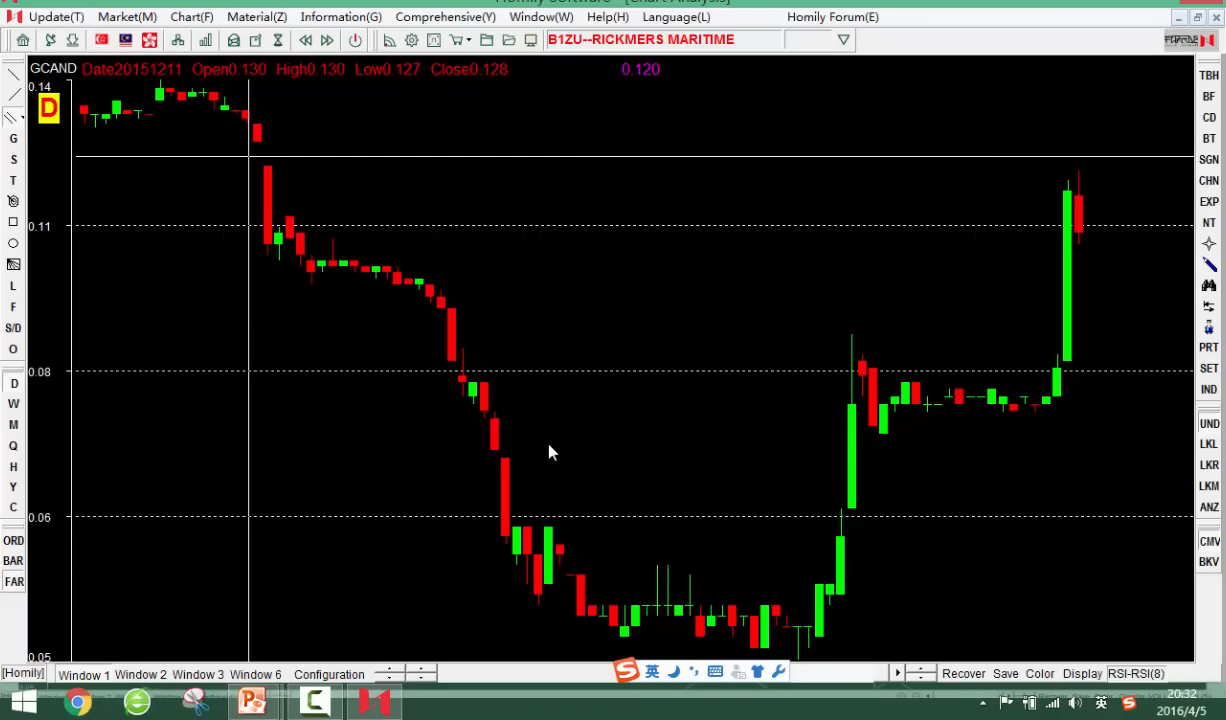 Homily Software - [Chart Analysis]
Update(T) Market(M) Chart(F) Material(Z) Information(G) Comprehensive(Y) Window(W) Help(H) Language(L) Homily Forum(E)
B1ZU--RICKMERS MARITIME
GCAND Date20151211 Open0.130 High0.130 Low0.127 Close0.128 0.120
0.14
D
0.11
0.08
0.06
0.05
G
S
T
L
F
S/D
O
D
W
M
Q
H
Y
C
ORD
BAR
FAR
TBH
BF
CD
BT
SGN
CHN
EXP
NT
PRT
SET
IND
UND
LKL
LKR
LKM
ANZ
CMV
BKV
[Homily] Window 1 Window 2 Window 3 Window 6 Configuration
英
Recover Save Color Display RSI-RSI(8)
英
20:32
2016/4/5